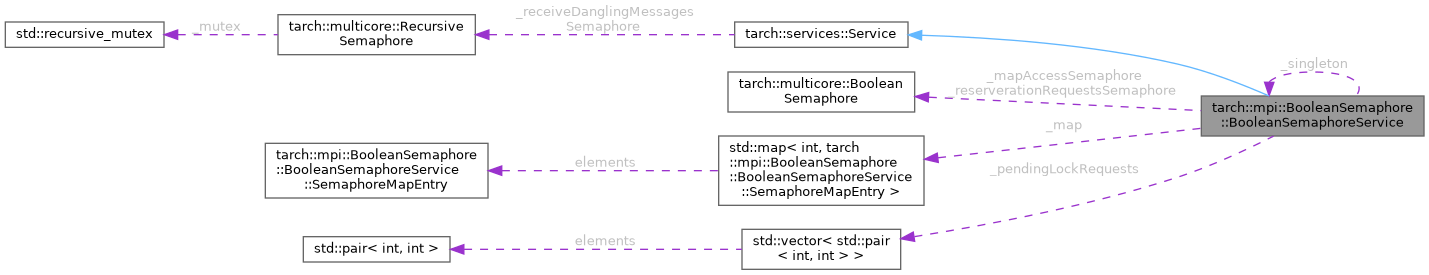 std::recursive_mutex
_mutex
tarch::multicore::Recursive
Semaphore
_receiveDanglingMessages
Semaphore
tarch::services::Service
tarch::multicore::Boolean
Semaphore
_mapAccessSemaphore
reserverationRequestsSemaphore
_singleton
tarch::mpi::BooleanSemaphore
::BooleanSemaphoreService
_map
tarch::mpi::BooleanSemaphore
::BooleanSemaphoreService
::SemaphoreMapEntry
elements
std::map< int, tarch
::mpi::BooleanSemaphore
::BooleanSemaphoreService
::SemaphoreMapEntry >
_pendingLockRequests
std::pair< int, int >
elements
std::vector< std::pair
< int, int > >